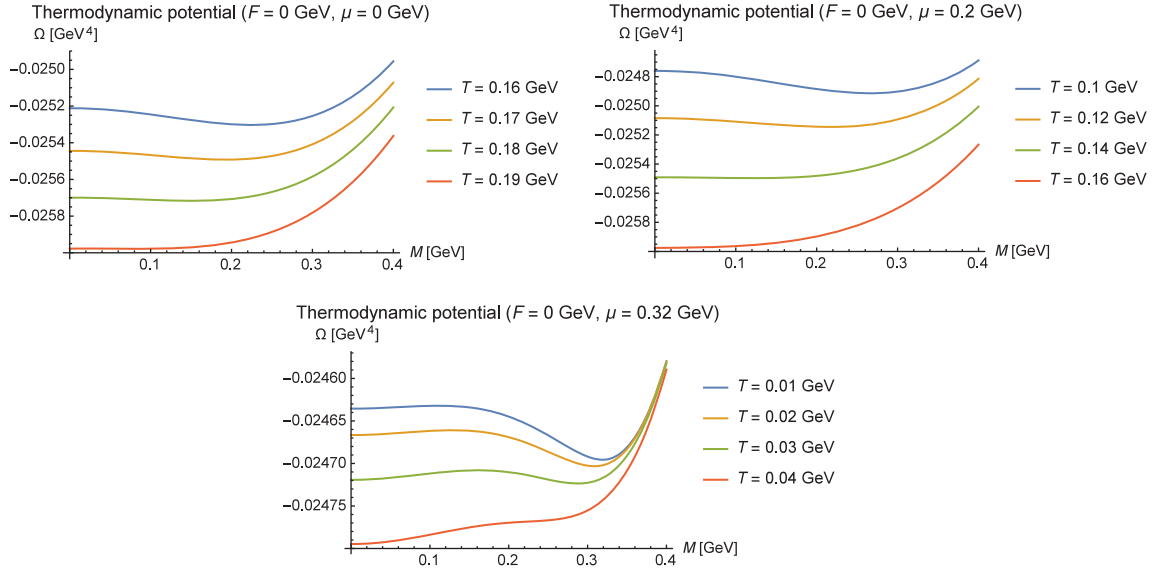 Thermodynamic potential (F = 0 GeV, μ = 0 GeV)
Ω [GeV⁴]
−0.0250
−0.0252
−0.0254
−0.0256
−0.0258
0.1 0.2 0.3 0.4
M [GeV]
T = 0.16 GeV
T = 0.17 GeV
T = 0.18 GeV
T = 0.19 GeV
Thermodynamic potential (F = 0 GeV, μ = 0.2 GeV)
Ω [GeV⁴]
−0.0248
−0.0250
−0.0252
−0.0254
−0.0256
−0.0258
0.1 0.2 0.3 0.4
M [GeV]
T = 0.1 GeV
T = 0.12 GeV
T = 0.14 GeV
T = 0.16 GeV
Thermodynamic potential (F = 0 GeV, μ = 0.32 GeV)
Ω [GeV⁴]
−0.02460
−0.02465
−0.02470
−0.02475
0.1 0.2 0.3 0.4
M [GeV]
T = 0.01 GeV
T = 0.02 GeV
T = 0.03 GeV
T = 0.04 GeV